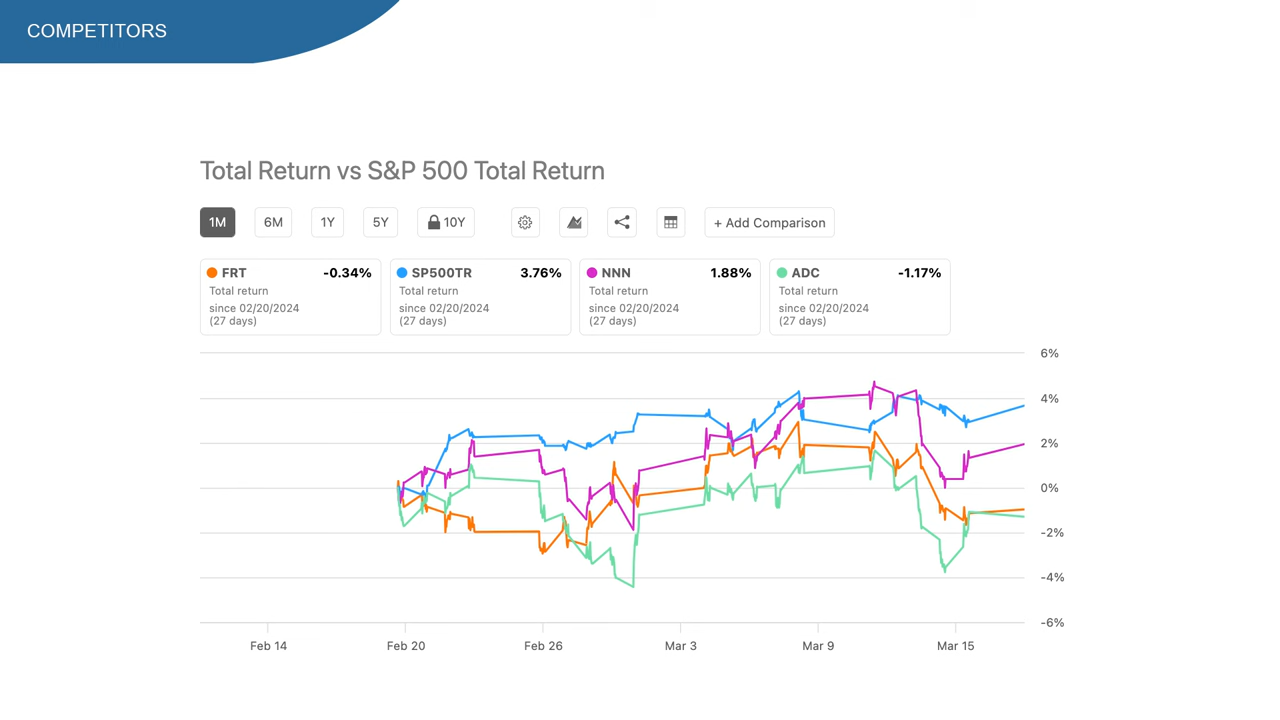 COMPETITORS
Total Return vs S&P 500 Total Return
1M 6M 1Y 5Y 10Y + Add Comparison
FRT -0.34% SP500TR 3.76% NNN 1.88% ADC -1.17%
Total return Total return Total return Total return
since 02/20/2024 since 02/20/2024 since 02/20/2024 since 02/20/2024
(27 days) (27 days) (27 days) (27 days)
6%
4%
2%
0%
-2%
-4%
-6%
Feb 14 Feb 20 Feb 26 Mar 3 Mar 9 Mar 15